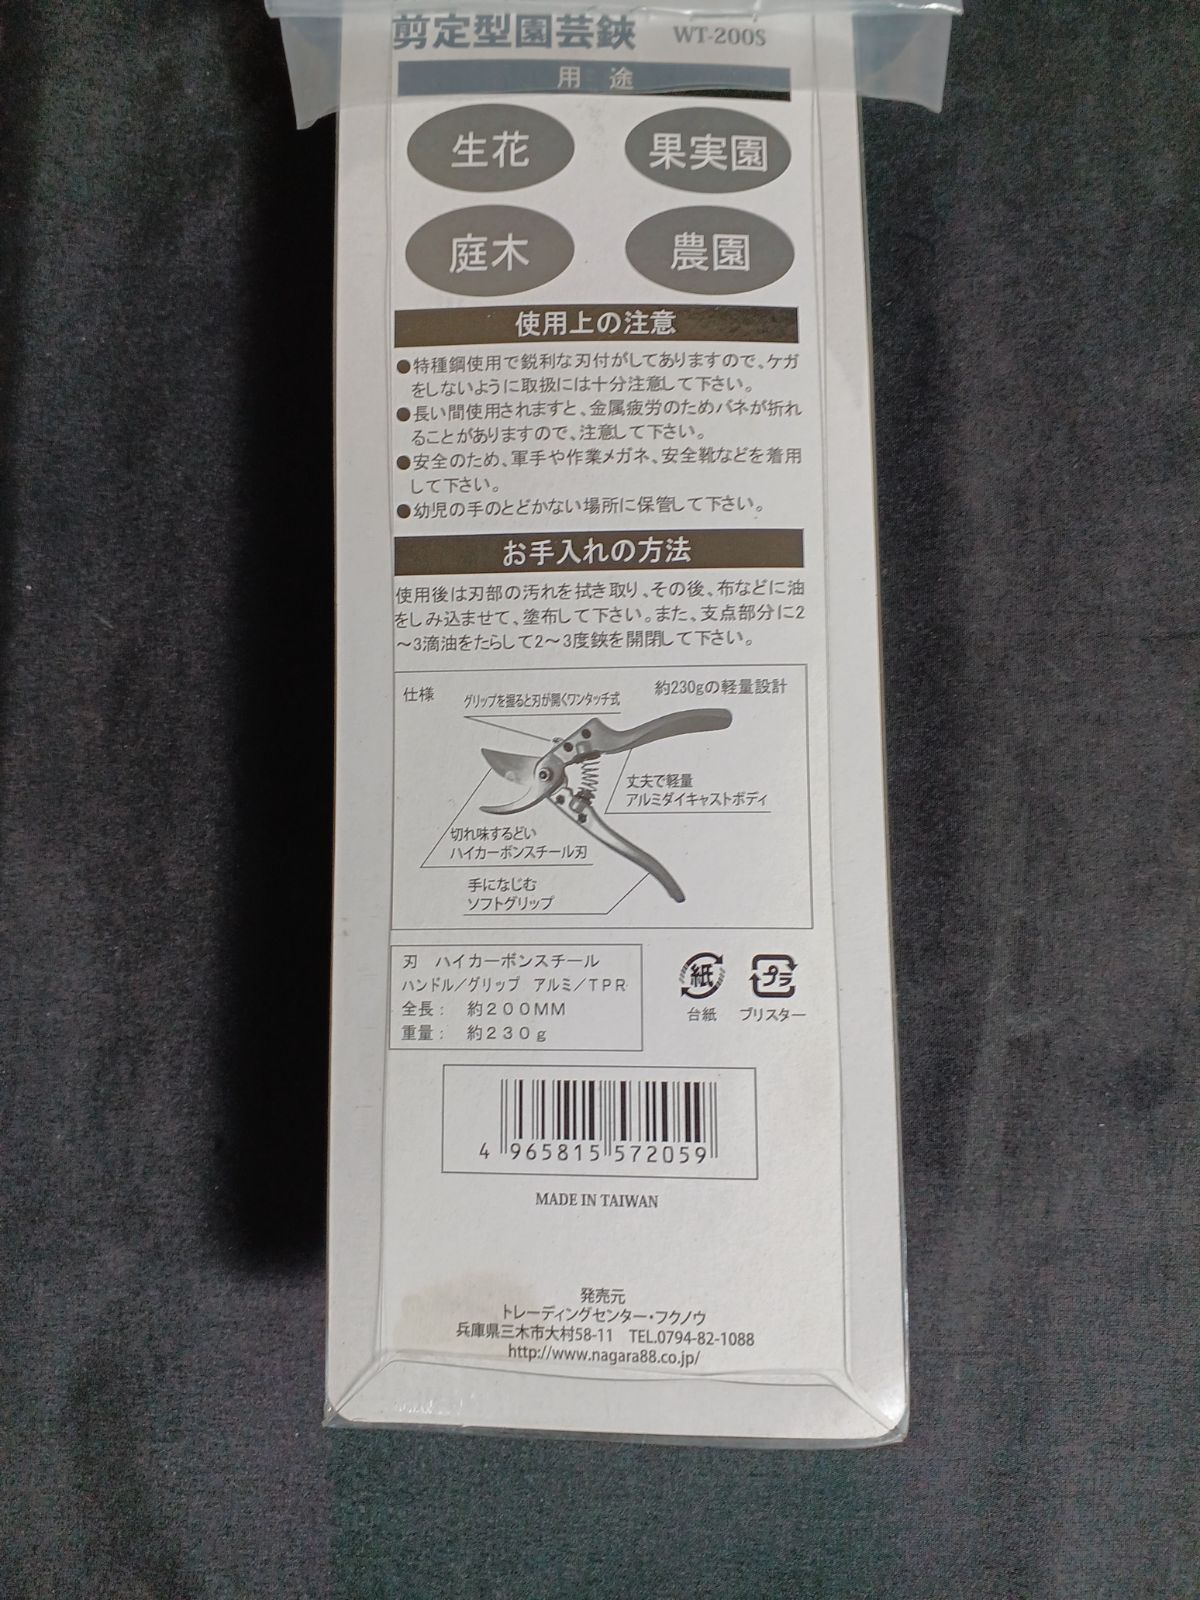 剪定型園芸鋏 WT-200S
用途
生花 果実園
庭木 農園
使用上の注意
●特種鋼使用で鋭利な刃付がしてありますので、ケガ
をしないように取扱には十分注意して下さい。
●長い間使用されますと、金属疲労のためバネが折れ
ることがありますので、注意して下さい。
●安全のため、軍手や作業メガネ、安全靴などを着用
して下さい。
●幼児の手のとどかない場所に保管して下さい。
お手入れの方法
使用後は刃部の汚れを拭き取り、その後、布などに油
をしみ込ませて、塗布して下さい。また、支点部分に2
～3滴油をたらして2～3度鋏を開閉して下さい。
仕様 グリップを握ると刃が開くワンタッチ式 約230gの軽量設計
丈夫で軽量
アルミダイキャストボディ
切れ味するどい
ハイカーボンスチール刃
手になじむ
ソフトグリップ
刃 ハイカーボンスチール
ハンドル／グリップ アルミ／TPR
全長： 約200MM
重量： 約230g
紙 プラ
台紙 ブリスター
4 965815 572059
MADE IN TAIWAN
発売元
トレーディングセンター・フクノウ
兵庫県三木市大村58-11 TEL.0794-82-1088
http://www.nagara88.co.jp/